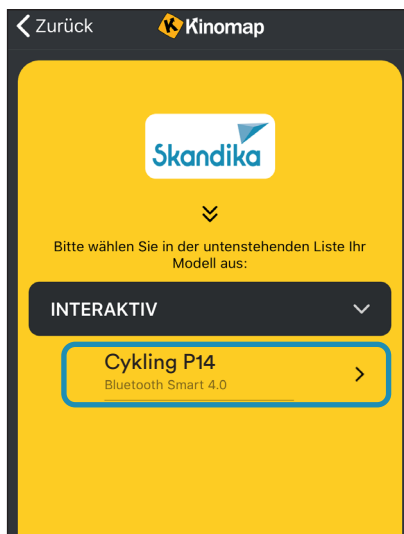 Zurück
Kinomap
Skandika
Bitte wählen Sie in der untenstehenden Liste Ihr
Modell aus:
INTERAKTIV
Cykling P14
Bluetooth Smart 4.0